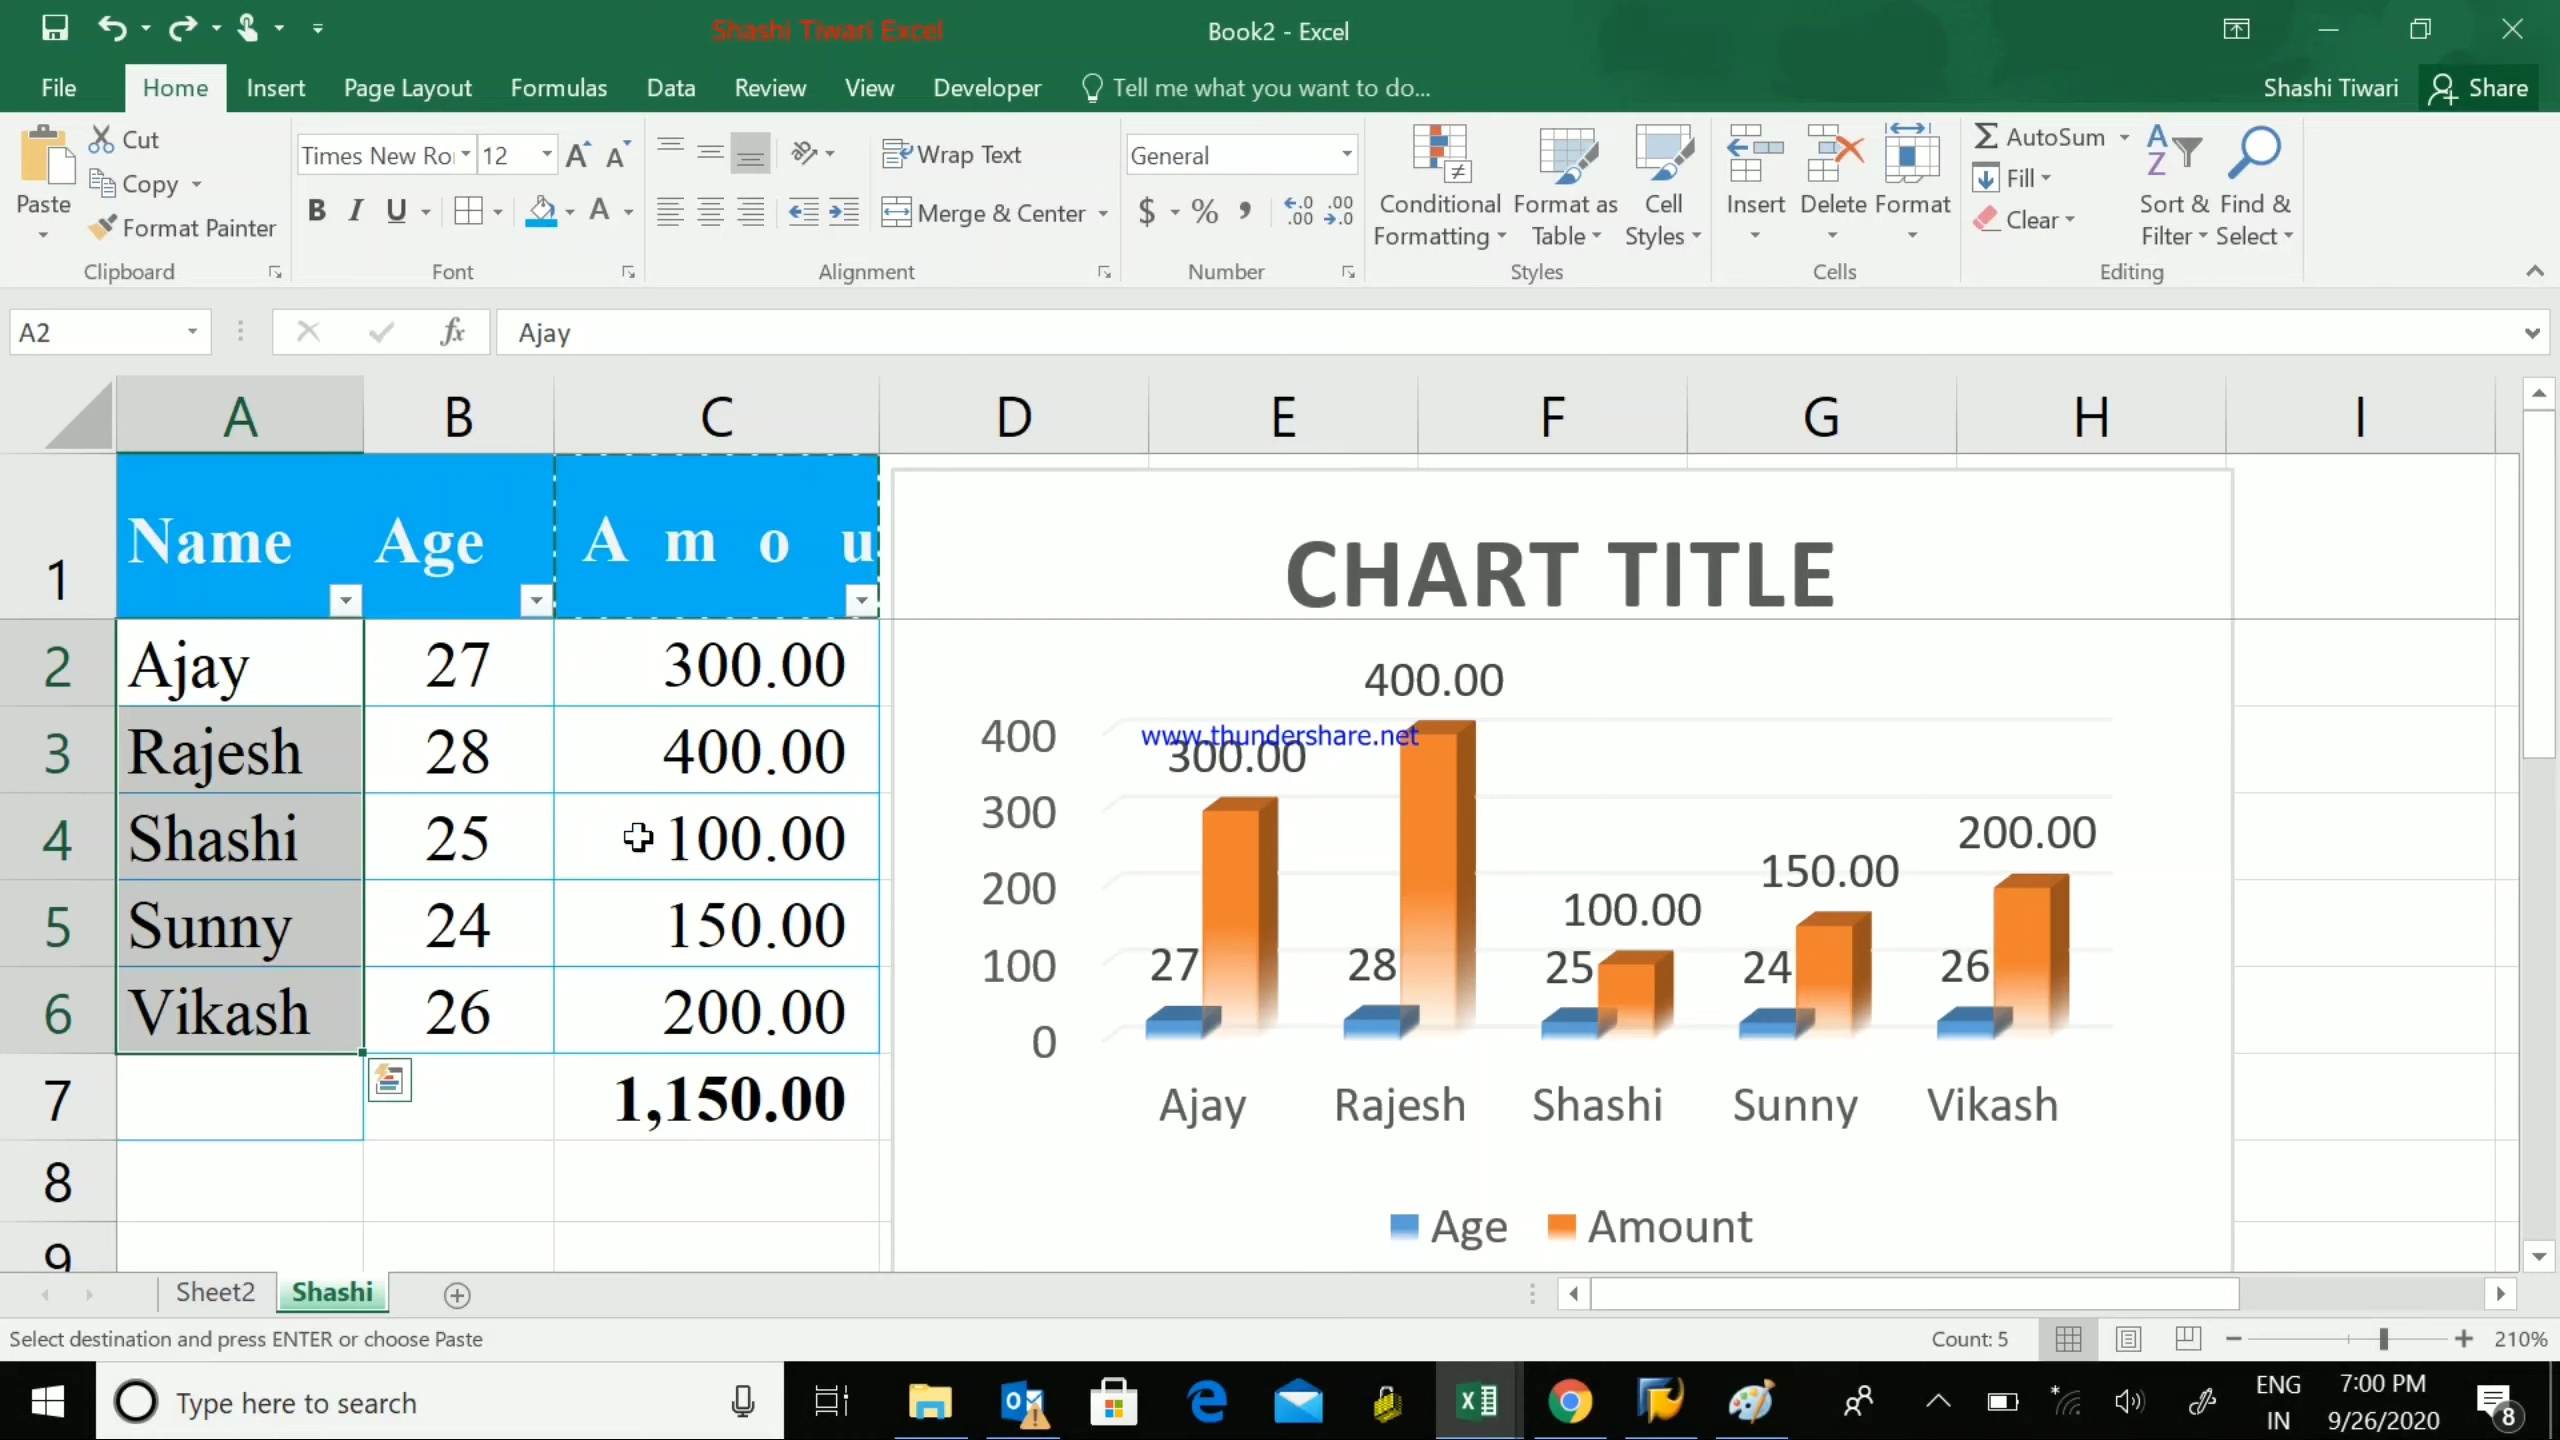 Shashi Tiwari Excel
Book2 - Excel
File Home Insert Page Layout Formulas Data Review View Developer Tell me what you want to do... Shashi Tiwari Share
Paste
Cut
Copy
Format Painter
Clipboard
Times New Ro 12
B I U A
Font
Wrap Text
Merge & Center
Alignment
General
$ % ,
Number
Conditional Formatting
Format as Table
Cell Styles
Styles
Insert Delete Format
Cells
AutoSum
Fill
Clear
Sort & Filter
Find & Select
Editing
A2 fx Ajay
A B C D E F G H I
1 Name Age A m o u
2 Ajay 27 300.00
3 Rajesh 28 400.00
4 Shashi 25 100.00
5 Sunny 24 150.00
6 Vikash 26 200.00
7 1,150.00
8
9
CHART TITLE
www.thundershare.net
400
300
200
100
0
300.00 400.00 100.00 150.00 200.00
27 28 25 24 26
Ajay Rajesh Shashi Sunny Vikash
Age Amount
Sheet2 Shashi
Select destination and press ENTER or choose Paste Count: 5 210%
Type here to search
ENG
IN
7:00 PM
9/26/2020
8